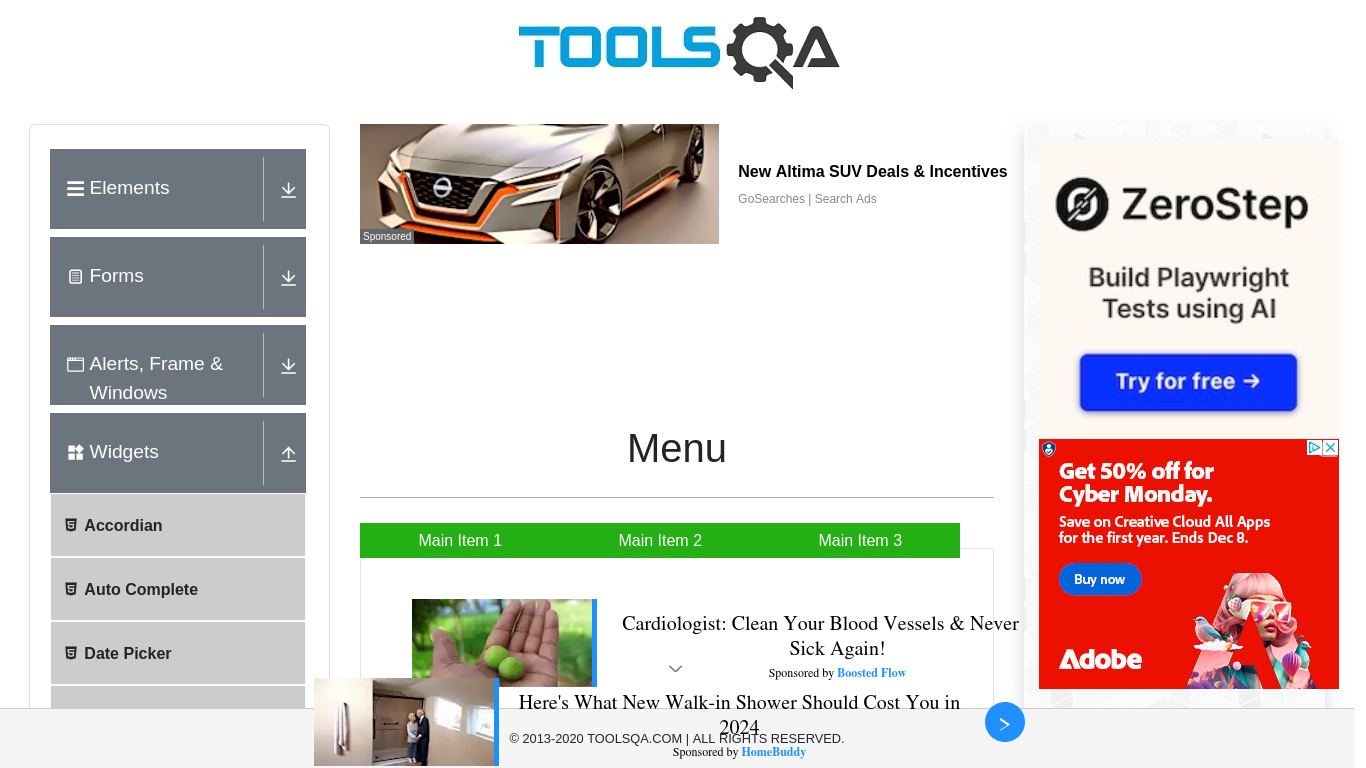 TOOLSQA
Elements
Forms
Alerts, Frame &
Windows
Widgets
Accordian
Auto Complete
Date Picker
Sponsored
New Altima SUV Deals & Incentives
GoSearches | Search Ads
Menu
Main Item 1
Main Item 2
Main Item 3
Cardiologist: Clean Your Blood Vessels & Never
Sick Again!
Sponsored by Boosted Flow
Here's What New Walk-in Shower Should Cost You in
2024
Sponsored by HomeBuddy
© 2013-2020 TOOLSQA.COM | ALL RIGHTS RESERVED.
ZeroStep
Build Playwright
Tests using AI
Try for free →
Get 50% off for
Cyber Monday.
Save on Creative Cloud All Apps
for the first year. Ends Dec 8.
Buy now
Adobe